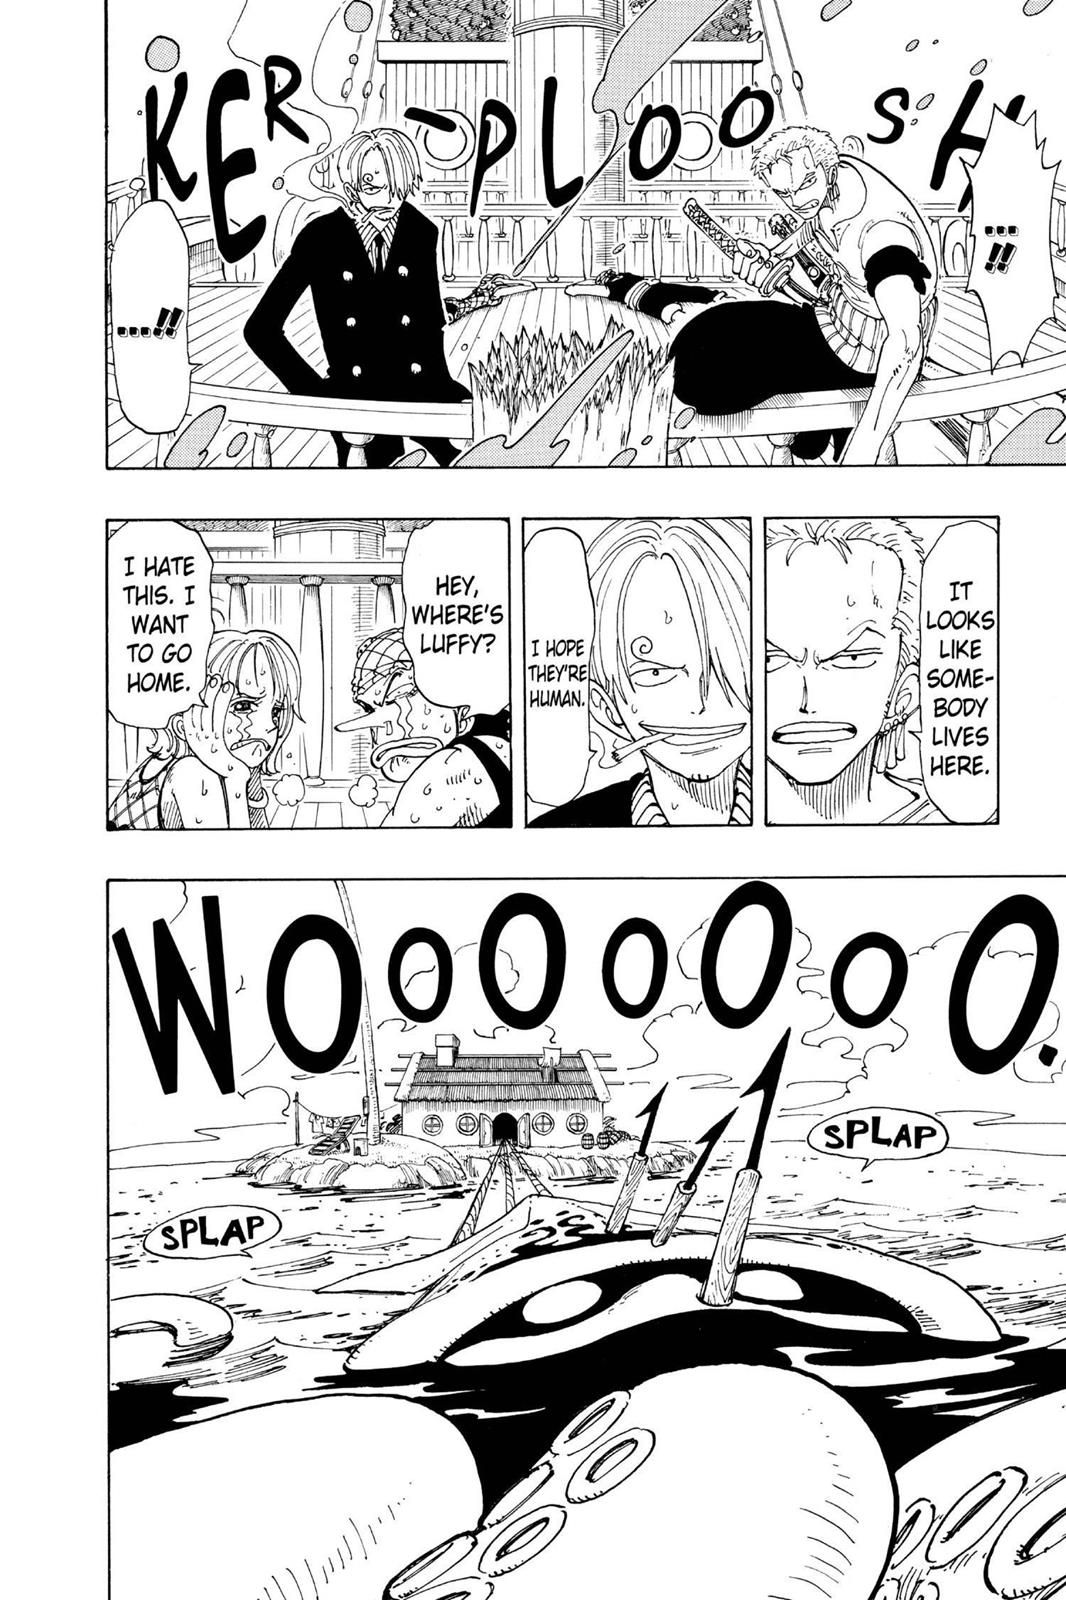 KER-PLOOSH
....!!
....!!
IT
LOOKS
LIKE
SOME-
BODY
LIVES
HERE.
I HOPE
THEY'RE
HUMAN.
HEY,
WHERE'S
LUFFY?
I HATE
THIS. I
WANT
TO GO
HOME.
WOOOOOOO.
SPLAP
SPLAP